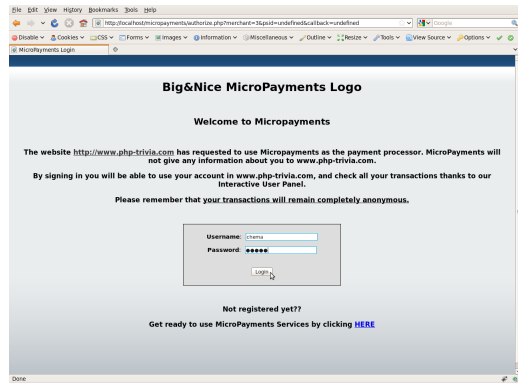 File Edit View History Bookmarks Tools Help
http://localhost/micropayments/authorize.php?merchant=3&psid=undefined&callback=undefined
Google
Disable Cookies CSS Forms Images Information Miscellaneous Outline Resize Tools View Source Options
MicroPayments Login
Big&Nice MicroPayments Logo
Welcome to Micropayments
The website http://www.php-trivia.com has requested to use Micropayments as the payment processor. MicroPayments will
not give any information about you to www.php-trivia.com.
By signing in you will be able to use your account in www.php-trivia.com, and check all your transactions thanks to our
Interactive User Panel.
Please remember that your transactions will remain completely anonymous.
Username: chema
Password: ●●●●●
Login
Not registered yet??
Get ready to use MicroPayments Services by clicking HERE
Done